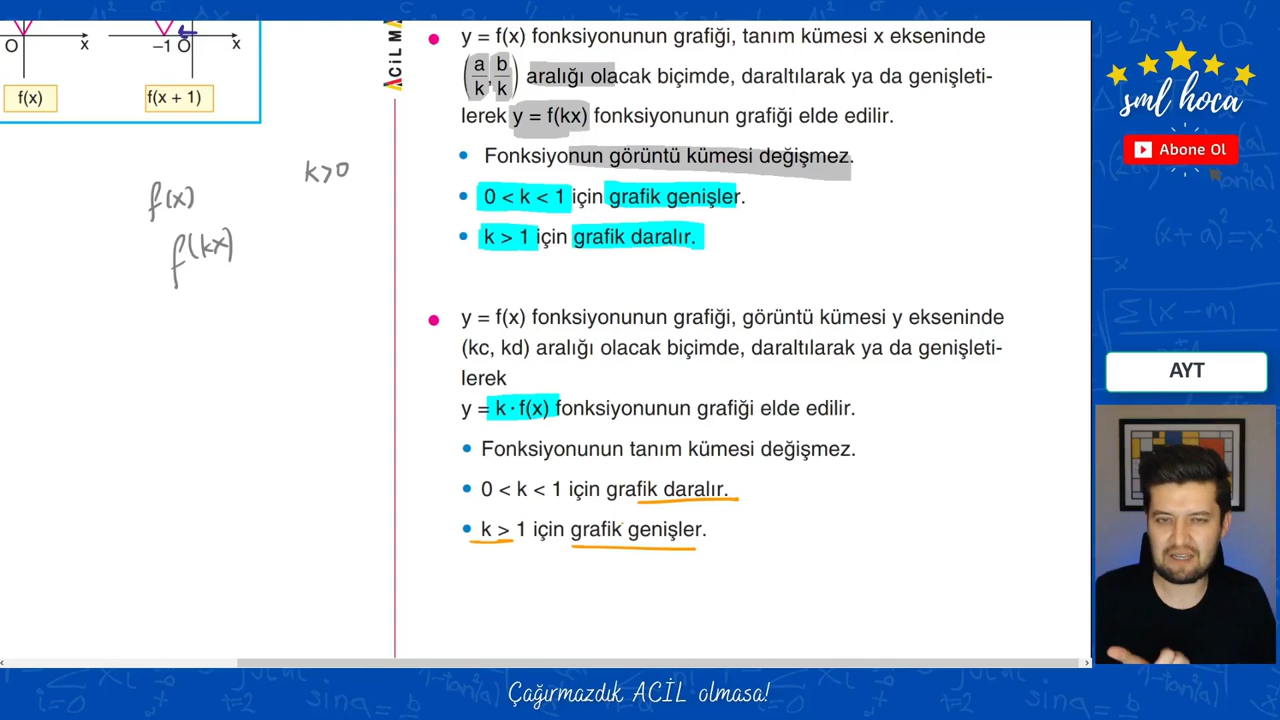 O x
-1 O x
f(x)
f(x + 1)
k>0
f(x)
f(kx)
ACİL M
y = f(x) fonksiyonunun grafiği, tanım kümesi x ekseninde
(a/k, b/k) aralığı olacak biçimde, daraltılarak ya da genişleti-
lerek y = f(kx) fonksiyonunun grafiği elde edilir.
• Fonksiyonun görüntü kümesi değişmez.
• 0 < k < 1 için grafik genişler.
• k > 1 için grafik daralır.
y = f(x) fonksiyonunun grafiği, görüntü kümesi y ekseninde
(kc, kd) aralığı olacak biçimde, daraltılarak ya da genişleti-
lerek
y = k · f(x) fonksiyonunun grafiği elde edilir.
• Fonksiyonunun tanım kümesi değişmez.
• 0 < k < 1 için grafik daralır.
• k > 1 için grafik genişler.
sml hoca
Abone Ol
(x + a)² = x²
Σ(x – m)
AYT
Çağırmazdık ACİL olmasa!